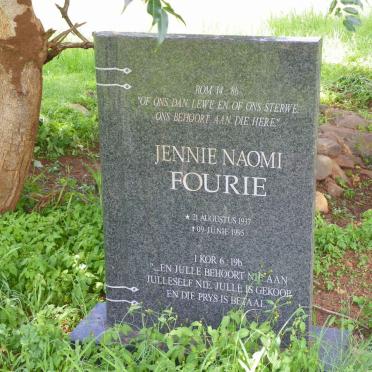 ROM 14 : 8b
"OF ONS DAN LEWE EN OF ONS STERWE,
ONS BEHOORT AAN DIE HERE."
JENNIE NAOMI
FOURIE
★ 21 AUGUSTUS 1937
† 09 JUNIE 1995
1 KOR 6 : 19b
"...EN JULLE BEHOORT NIE AAN
JULLESELF NIE. JULLE IS GEKOOP
EN DIE PRYS IS BETAAL."